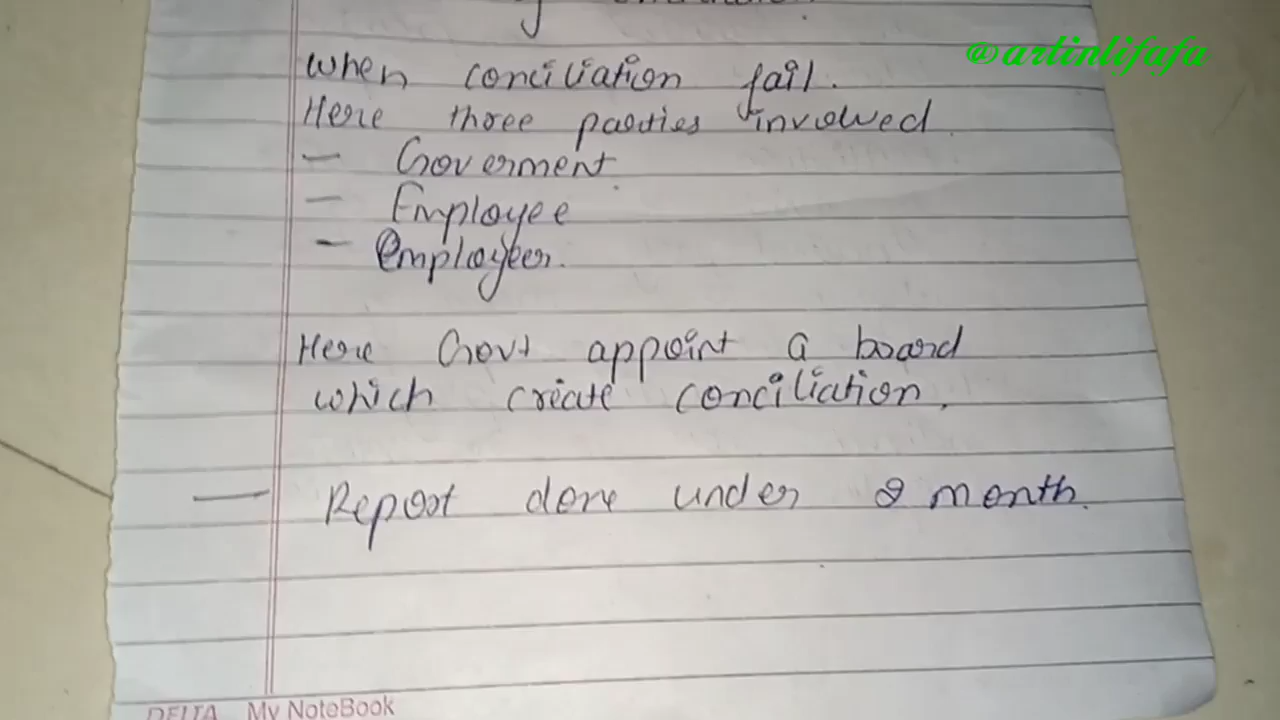 @artinlifafa
When conciliation fail.
Here three parties involved.
— Goverment.
— Employee
— employeer.
Here Govt appoint a board
which create conciliation.
— Report done under 2 month.
DELTA My NoteBook